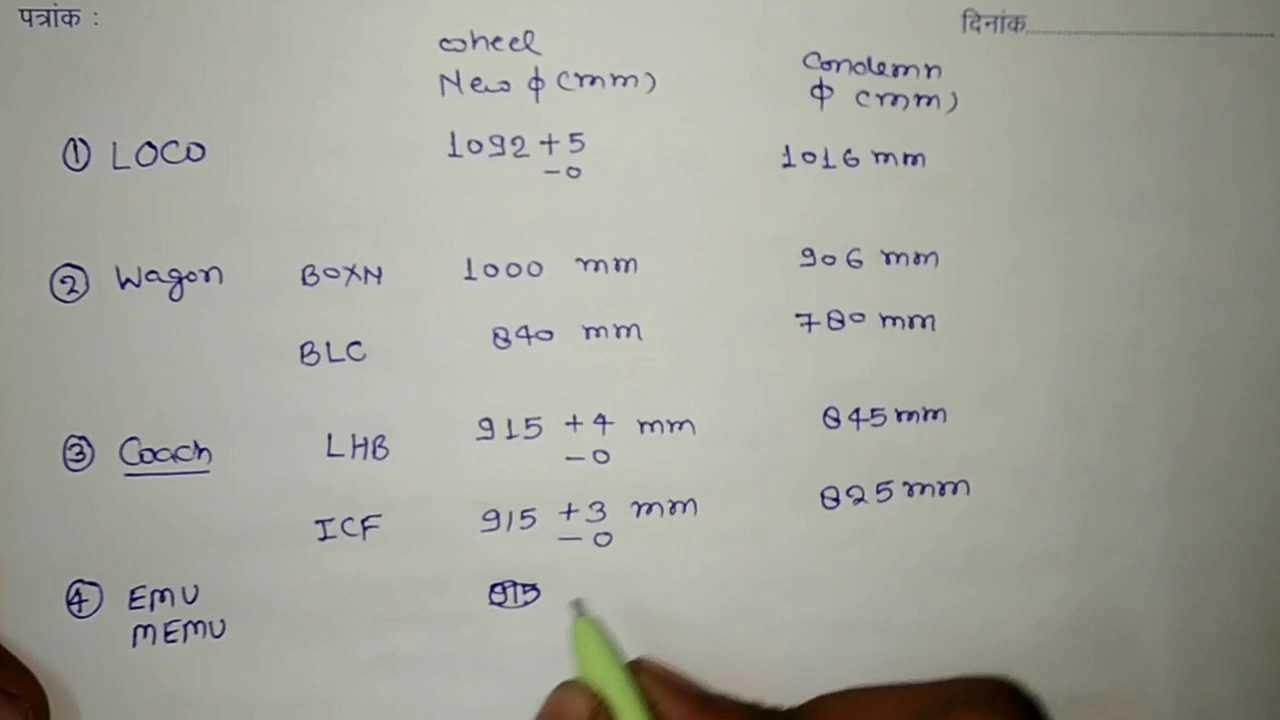 पत्रांक :
दिनांक
wheel
New ϕ (mm)
Condemn
ϕ (mm)
① LOCO 1092 +5 1016 mm
-0
② Wagon BOXN 1000 mm 906 mm
BLC 840 mm 780 mm
③ Coach LHB 915 +4 mm 845 mm
-0
ICF 915 +3 mm 825 mm
-0
④ EMU
MEMU